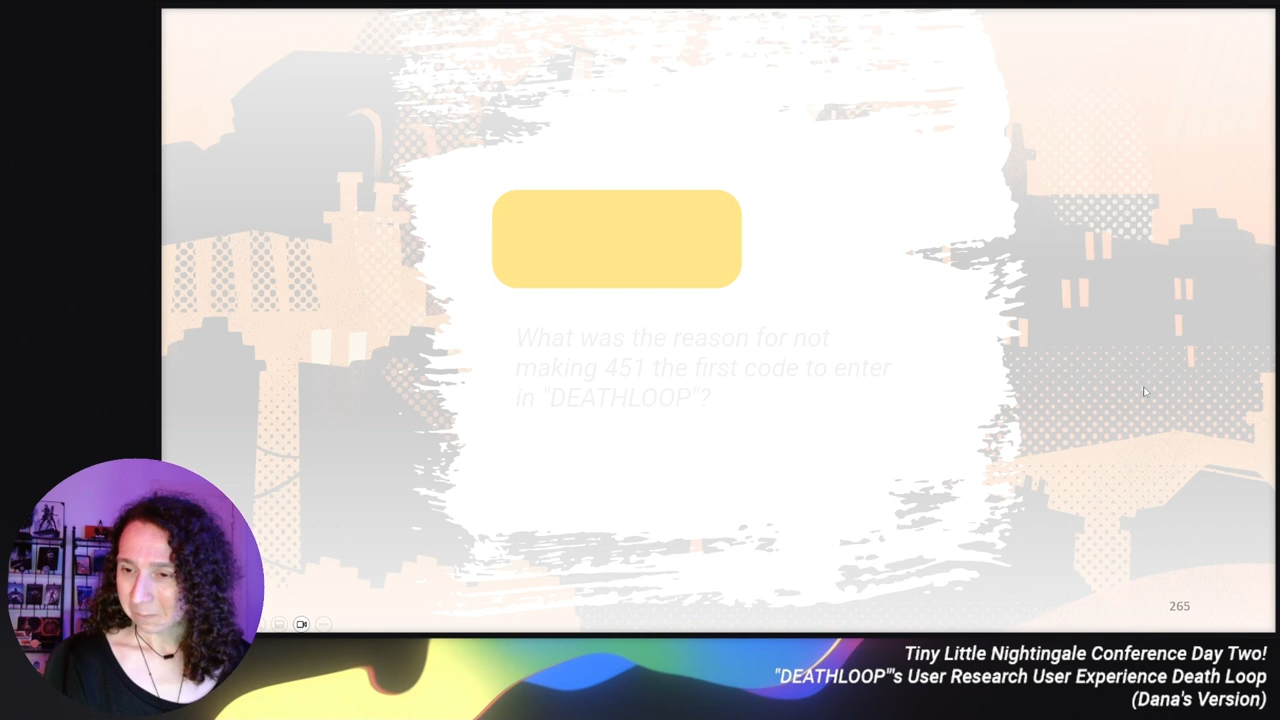 What was the reason for not
making 451 the first code to enter
in "DEATHLOOP"?
265
Tiny Little Nightingale Conference Day Two!
"DEATHLOOP"'s User Research User Experience Death Loop
(Dana's Version)